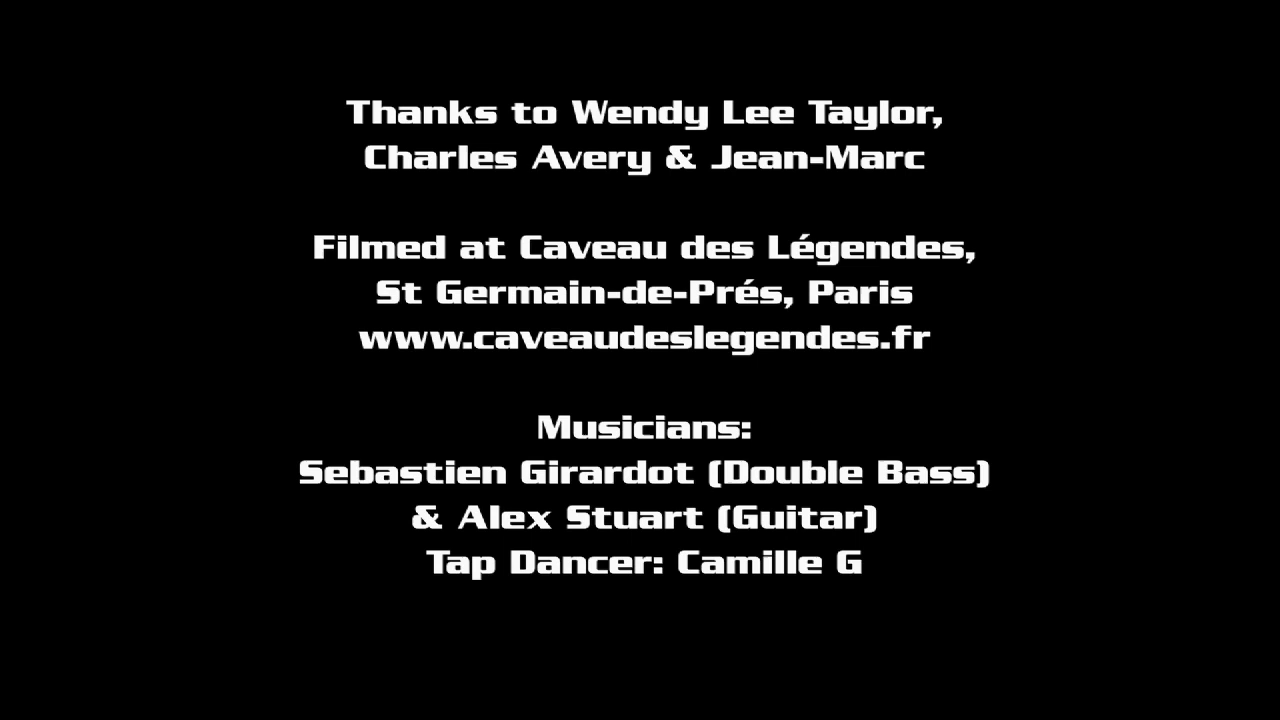 Thanks to Wendy Lee Taylor,
Charles Avery & Jean-Marc
Filmed at Caveau des Légendes,
St Germain-de-Prés, Paris
www.caveaudeslegendes.fr
Musicians:
Sebastien Girardot (Double Bass)
& Alex Stuart (Guitar)
Tap Dancer: Camille G